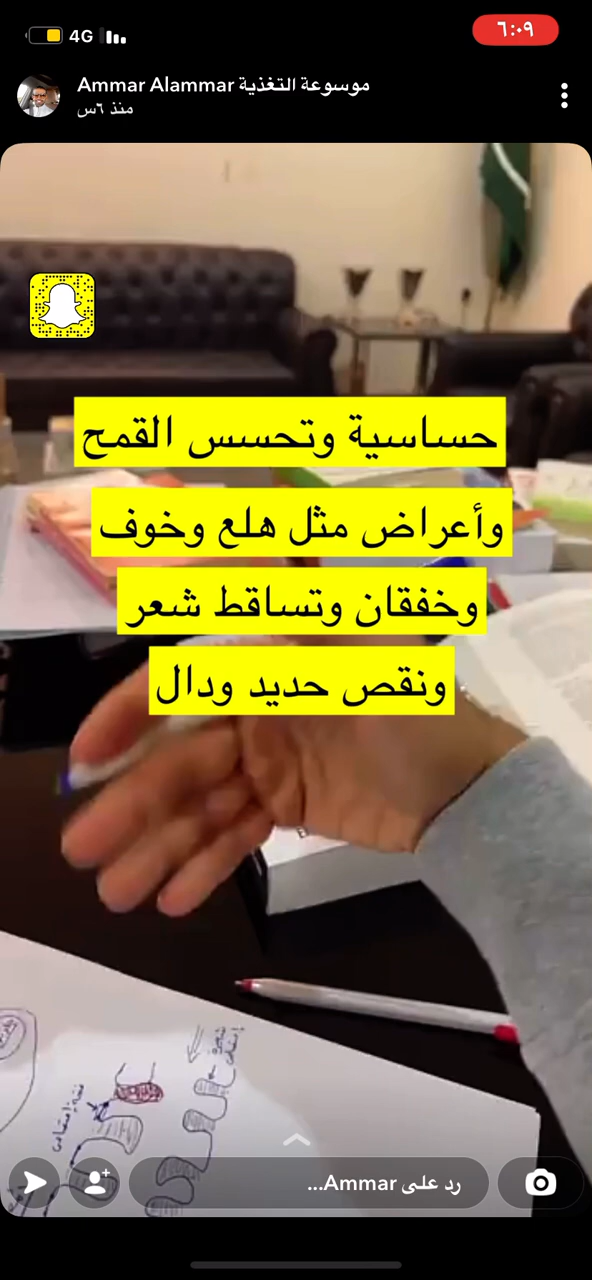 4G
٦:٠٩
موسوعة التغذية Ammar Alammar
منذ ٦س
حساسية وتحسس القمح
وأعراض مثل هلع وخوف
وخفقان وتساقط شعر
ونقص حديد ودال
رد على Ammar...